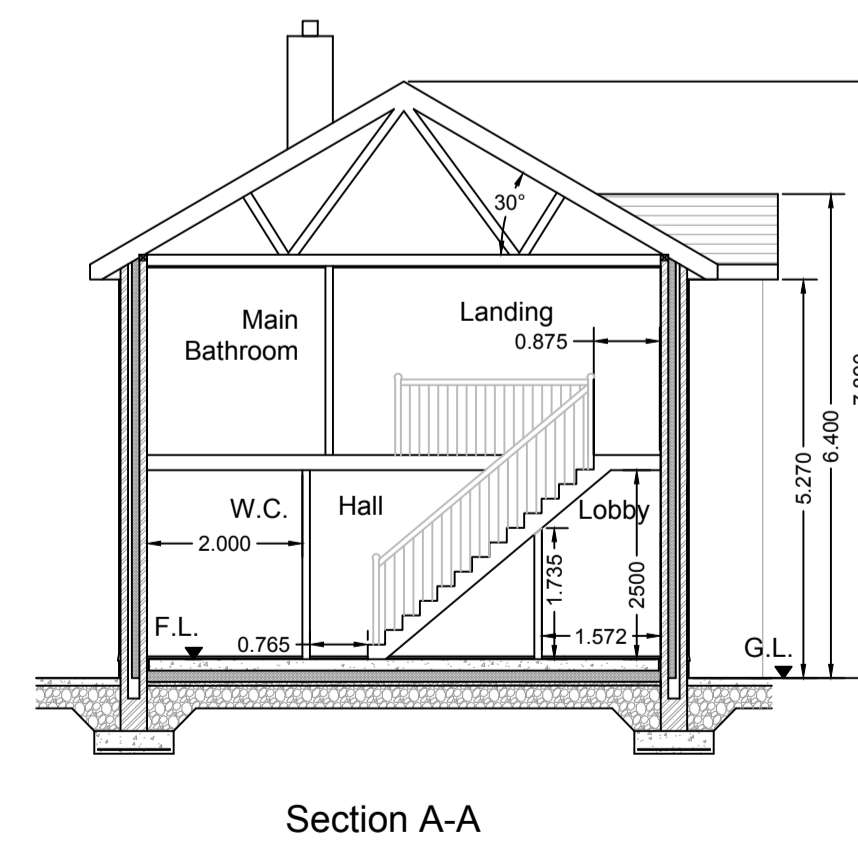 30°
Main
Bathroom
Landing
0.875
W.C.
Hall
Lobby
2.000
1.735
2500
5.270
6.400
F.L.
0.765
1.572
G.L.
Section A-A